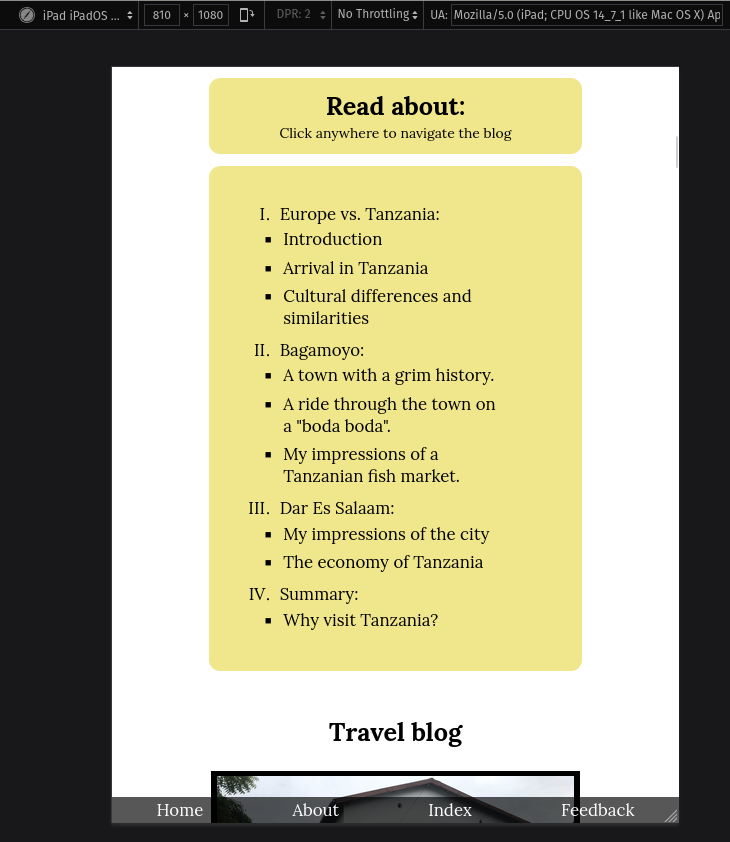 iPad iPadOS ... 810 × 1080 DPR: 2 No Throttling UA: Mozilla/5.0 (iPad; CPU OS 14_7_1 like Mac OS X) Ap
Read about:
Click anywhere to navigate the blog
I. Europe vs. Tanzania:
▪ Introduction
▪ Arrival in Tanzania
▪ Cultural differences and
similarities
II. Bagamoyo:
▪ A town with a grim history.
▪ A ride through the town on
a "boda boda".
▪ My impressions of a
Tanzanian fish market.
III. Dar Es Salaam:
▪ My impressions of the city
▪ The economy of Tanzania
IV. Summary:
▪ Why visit Tanzania?
Travel blog
Home About Index Feedback